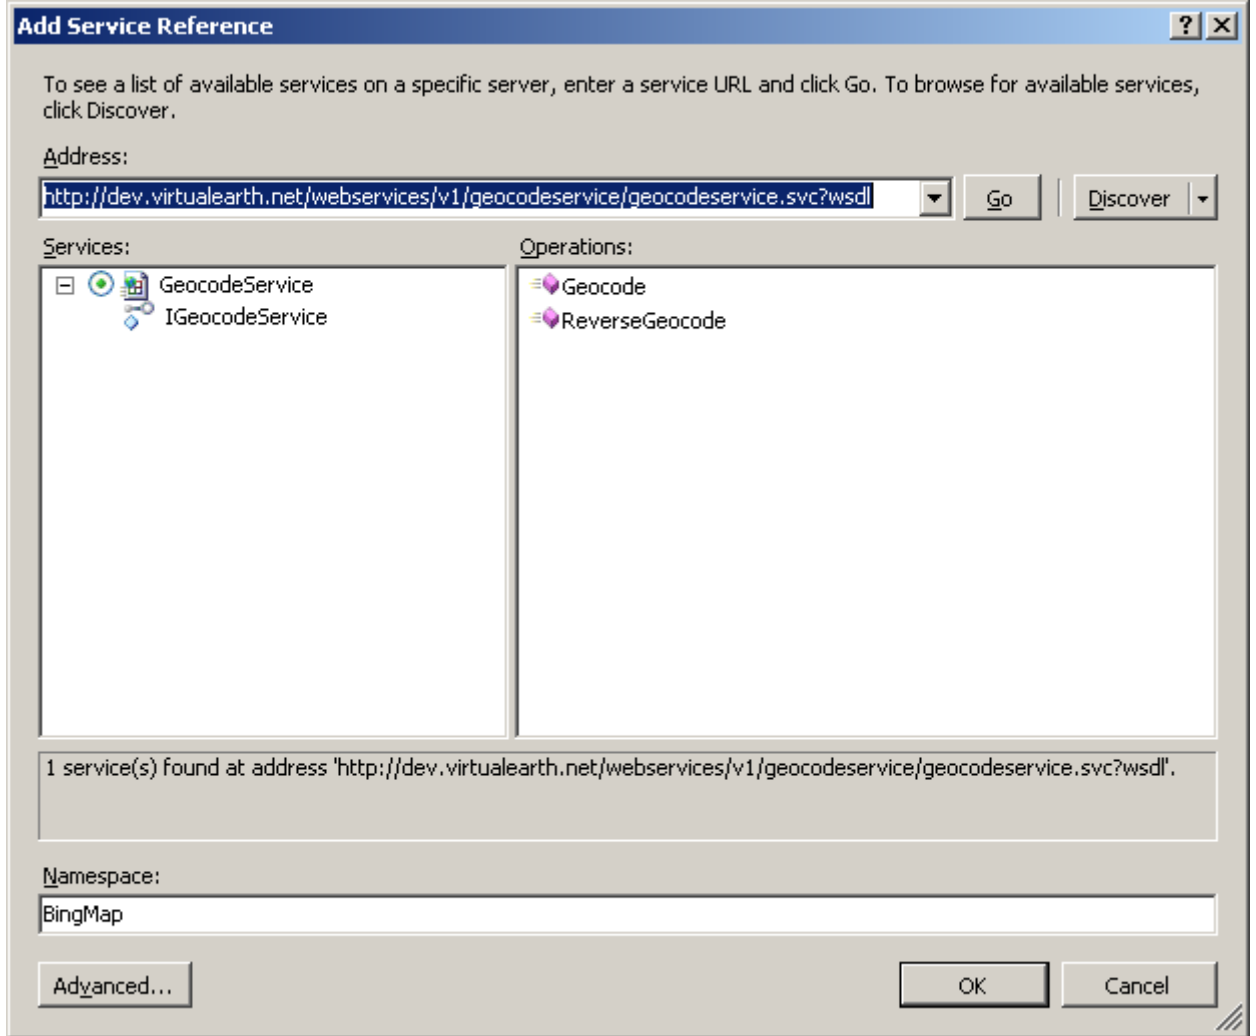 Add Service Reference
To see a list of available services on a specific server, enter a service URL and click Go. To browse for available services,
click Discover.
Address:
http://dev.virtualearth.net/webservices/v1/geocodeservice/geocodeservice.svc?wsdl
Go
Discover
Services:
Operations:
GeocodeService
IGeocodeService
Geocode
ReverseGeocode
1 service(s) found at address 'http://dev.virtualearth.net/webservices/v1/geocodeservice/geocodeservice.svc?wsdl'.
Namespace:
BingMap
Advanced...
OK
Cancel